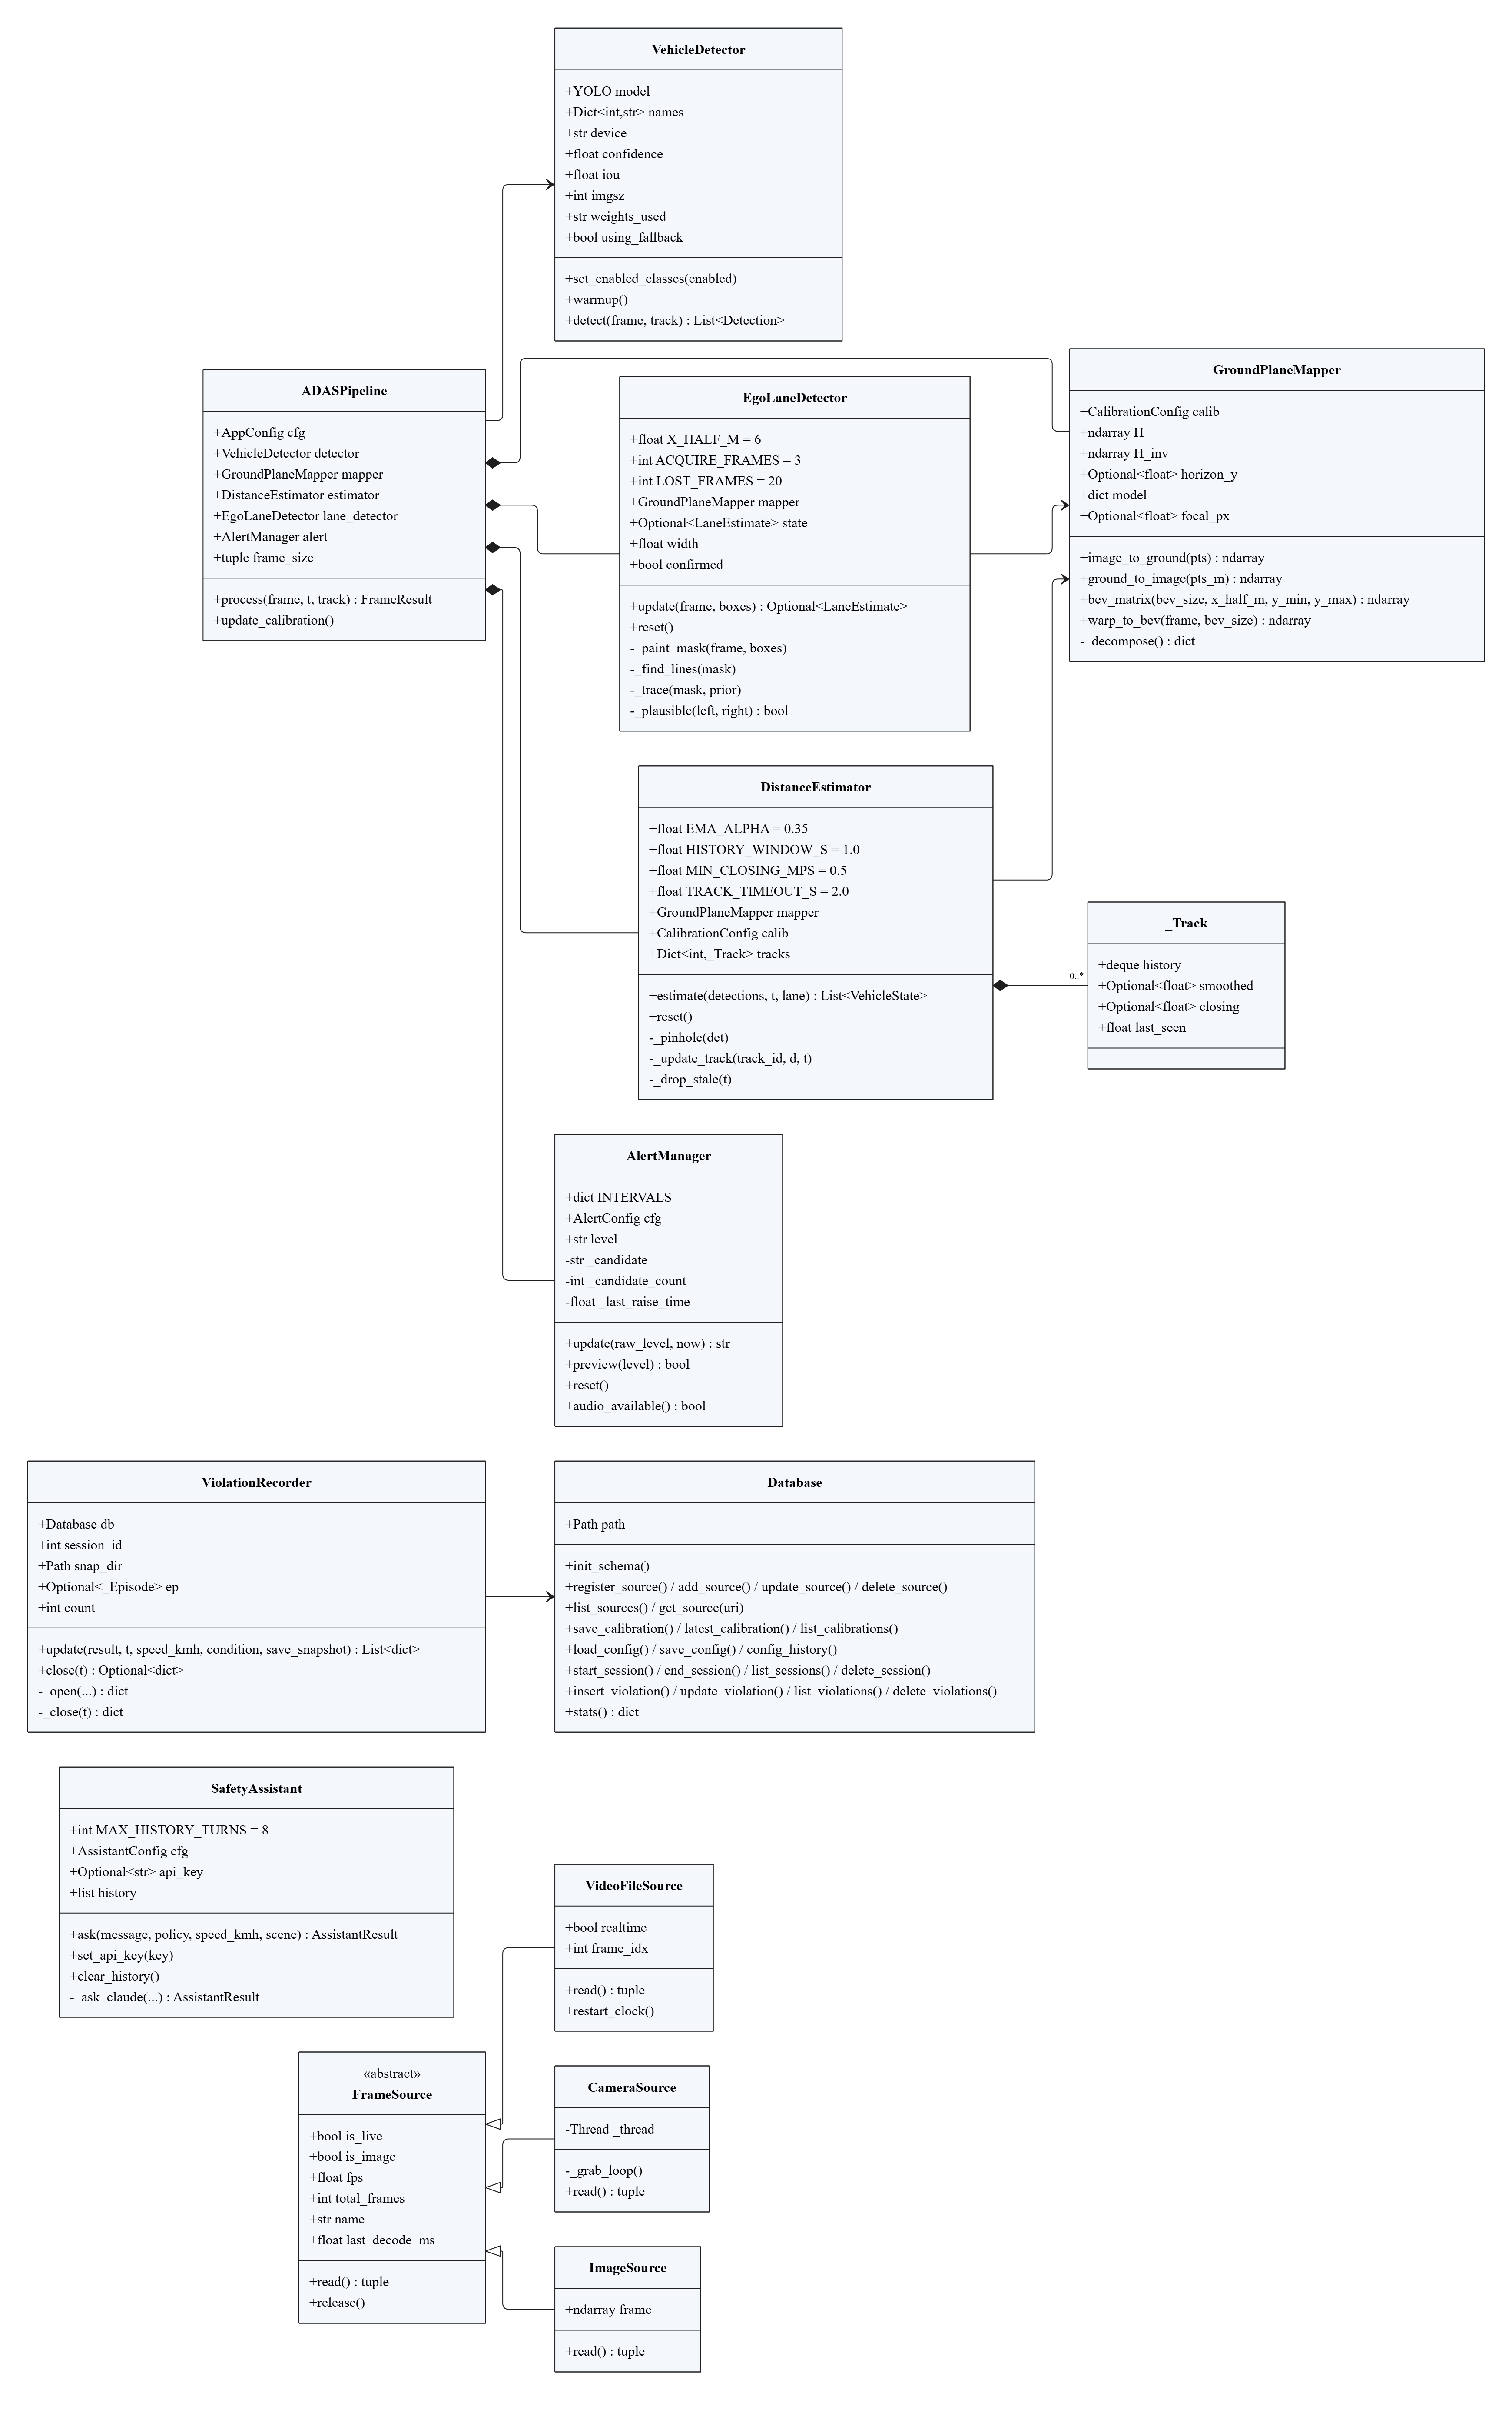 VehicleDetector
+YOLO model
+Dict<int,str> names
+str device
+float confidence
+float iou
+int imgsz
+str weights_used
+bool using_fallback
+set_enabled_classes(enabled)
+warmup()
+detect(frame, track) : List<Detection>
ADASPipeline
+AppConfig cfg
+VehicleDetector detector
+GroundPlaneMapper mapper
+DistanceEstimator estimator
+EgoLaneDetector lane_detector
+AlertManager alert
+tuple frame_size
+process(frame, t, track) : FrameResult
+update_calibration()
EgoLaneDetector
+float X_HALF_M = 6
+int ACQUIRE_FRAMES = 3
+int LOST_FRAMES = 20
+GroundPlaneMapper mapper
+Optional<LaneEstimate> state
+float width
+bool confirmed
+update(frame, boxes) : Optional<LaneEstimate>
+reset()
-_paint_mask(frame, boxes)
-_find_lines(mask)
-_trace(mask, prior)
-_plausible(left, right) : bool
GroundPlaneMapper
+CalibrationConfig calib
+ndarray H
+ndarray H_inv
+Optional<float> horizon_y
+dict model
+Optional<float> focal_px
+image_to_ground(pts) : ndarray
+ground_to_image(pts_m) : ndarray
+bev_matrix(bev_size, x_half_m, y_min, y_max) : ndarray
+warp_to_bev(frame, bev_size) : ndarray
-_decompose() : dict
DistanceEstimator
+float EMA_ALPHA = 0.35
+float HISTORY_WINDOW_S = 1.0
+float MIN_CLOSING_MPS = 0.5
+float TRACK_TIMEOUT_S = 2.0
+GroundPlaneMapper mapper
+CalibrationConfig calib
+Dict<int,_Track> tracks
+estimate(detections, t, lane) : List<VehicleState>
+reset()
-_pinhole(det)
-_update_track(track_id, d, t)
-_drop_stale(t)
0..*
_Track
+deque history
+Optional<float> smoothed
+Optional<float> closing
+float last_seen
AlertManager
+dict INTERVALS
+AlertConfig cfg
+str level
-str _candidate
-int _candidate_count
-float _last_raise_time
+update(raw_level, now) : str
+preview(level) : bool
+reset()
+audio_available() : bool
ViolationRecorder
+Database db
+int session_id
+Path snap_dir
+Optional<_Episode> ep
+int count
+update(result, t, speed_kmh, condition, save_snapshot) : List<dict>
+close(t) : Optional<dict>
-_open(...) : dict
-_close(t) : dict
Database
+Path path
+init_schema()
+register_source() / add_source() / update_source() / delete_source()
+list_sources() / get_source(uri)
+save_calibration() / latest_calibration() / list_calibrations()
+load_config() / save_config() / config_history()
+start_session() / end_session() / list_sessions() / delete_session()
+insert_violation() / update_violation() / list_violations() / delete_violations()
+stats() : dict
SafetyAssistant
+int MAX_HISTORY_TURNS = 8
+AssistantConfig cfg
+Optional<str> api_key
+list history
+ask(message, policy, speed_kmh, scene) : AssistantResult
+set_api_key(key)
+clear_history()
-_ask_claude(...) : AssistantResult
VideoFileSource
+bool realtime
+int frame_idx
+read() : tuple
+restart_clock()
«abstract»
FrameSource
+bool is_live
+bool is_image
+float fps
+int total_frames
+str name
+float last_decode_ms
+read() : tuple
+release()
CameraSource
-Thread _thread
-_grab_loop()
+read() : tuple
ImageSource
+ndarray frame
+read() : tuple